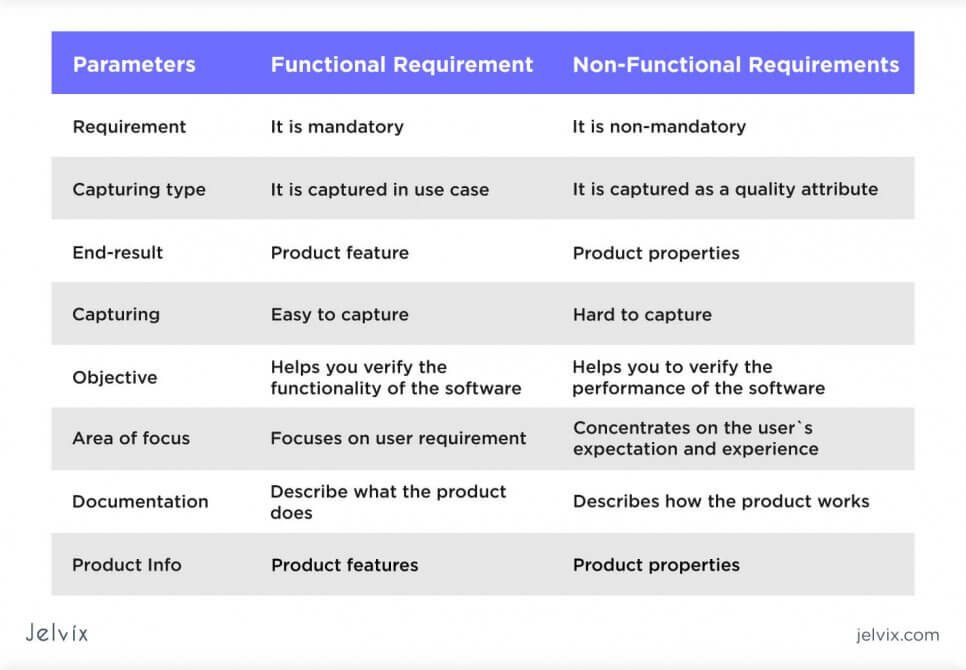 Parameters Functional Requirement Non-Functional Requirements
Requirement It is mandatory It is non-mandatory
Capturing type It is captured in use case It is captured as a quality attribute
End-result Product feature Product properties
Capturing Easy to capture Hard to capture
Objective Helps you verify the
functionality of the software Helps you to verify the
performance of the software
Area of focus Focuses on user requirement Concentrates on the user`s
expectation and experience
Documentation Describe what the product
does Describes how the product works
Product Info Product features Product properties
Jelvix jelvix.com